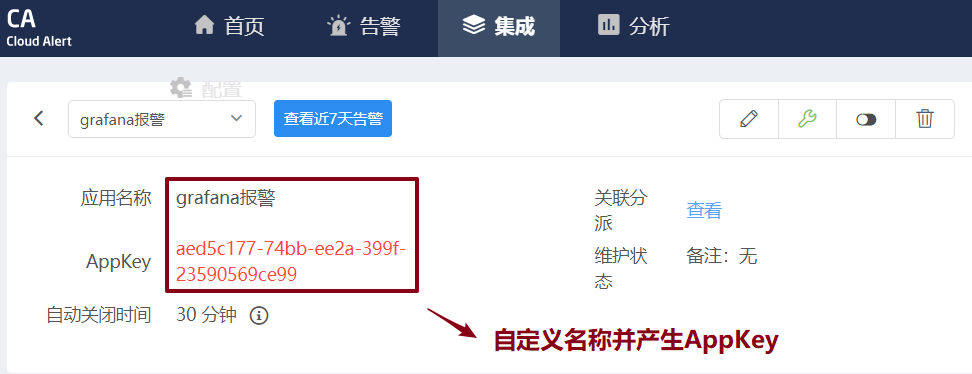 CA
Cloud Alert
首页
告警
集成
分析
配置
grafana报警
查看近7天告警
应用名称
grafana报警
关联分
派
查看
AppKey
aed5c177-74bb-ee2a-399f-
23590569ce99
维护状
态
备注：无
自动关闭时间
30 分钟
自定义名称并产生AppKey